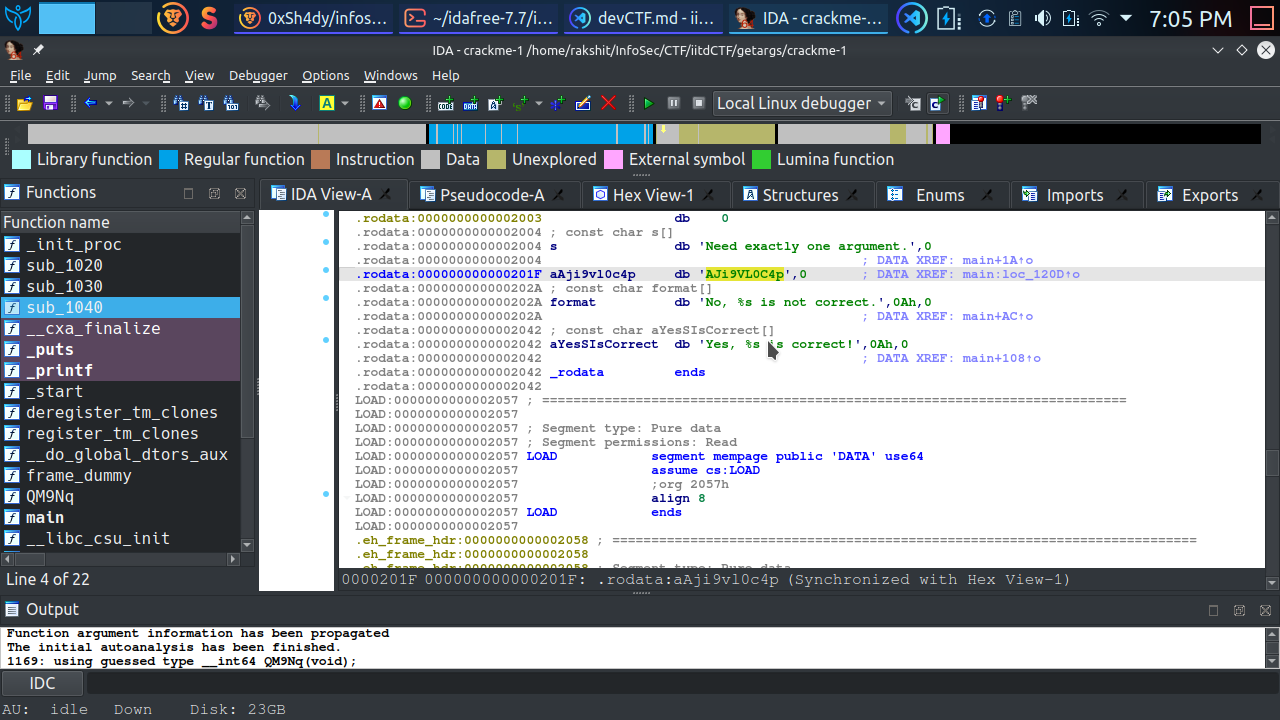 0xSh4dy/infos...
~/idafree-7.7/i...
devCTF.md - ii...
IDA - crackme-...
7:05 PM
IDA - crackme-1 /home/rakshit/InfoSec/CTF/iitdCTF/getargs/crackme-1
File Edit Jump Search View Debugger Options Windows Help
Local Linux debugger
Library function Regular function Instruction Data Unexplored External symbol Lumina function
Functions
IDA View-A Pseudocode-A Hex View-1 Structures Enums Imports Exports
Function name
_init_proc
sub_1020
sub_1030
sub_1040
__cxa_finalize
_puts
_printf
_start
deregister_tm_clones
register_tm_clones
__do_global_dtors_aux
frame_dummy
QM9Nq
main
__libc_csu_init
Line 4 of 22
.rodata:0000000000002003 db 0
.rodata:0000000000002004 ; const char s[]
.rodata:0000000000002004 s db 'Need exactly one argument.',0
.rodata:0000000000002004 ; DATA XREF: main+1A↑o
.rodata:000000000000201F aAji9vl0c4p db 'AJi9VL0C4p',0 ; DATA XREF: main:loc_120D↑o
.rodata:000000000000202A ; const char format[]
.rodata:000000000000202A format db 'No, %s is not correct.',0Ah,0
.rodata:000000000000202A ; DATA XREF: main+AC↑o
.rodata:0000000000002042 ; const char aYesSIsCorrect[]
.rodata:0000000000002042 aYesSIsCorrect db 'Yes, %s is correct!',0Ah,0
.rodata:0000000000002042 ; DATA XREF: main+108↑o
.rodata:0000000000002042 _rodata ends
.rodata:0000000000002042
LOAD:0000000000002057 ; ===========================================================================
LOAD:0000000000002057
LOAD:0000000000002057 ; Segment type: Pure data
LOAD:0000000000002057 ; Segment permissions: Read
LOAD:0000000000002057 LOAD segment mempage public 'DATA' use64
LOAD:0000000000002057 assume cs:LOAD
LOAD:0000000000002057 ;org 2057h
LOAD:0000000000002057 align 8
LOAD:0000000000002057 LOAD ends
LOAD:0000000000002057
.eh_frame_hdr:0000000000002058 ; ===========================================================================
.eh_frame_hdr:0000000000002058
.eh_frame_hdr:0000000000002058 ; Segment type: Pure data
0000201F 000000000000201F: .rodata:aAji9vl0c4p (Synchronized with Hex View-1)
Output
Function argument information has been propagated
The initial autoanalysis has been finished.
1169: using guessed type __int64 QM9Nq(void);
IDC
AU: idle Down Disk: 23GB